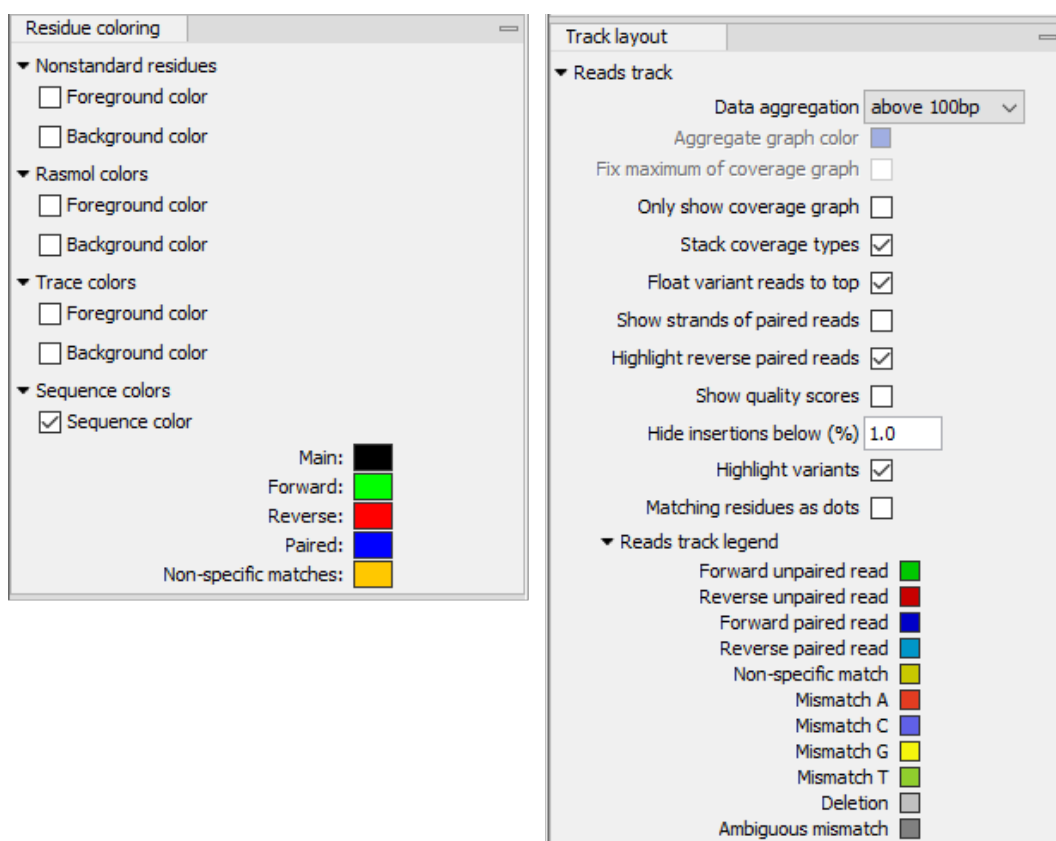 Residue coloring
Nonstandard residues
Foreground color
Background color
Rasmol colors
Foreground color
Background color
Trace colors
Foreground color
Background color
Sequence colors
Sequence color
Main:
Forward:
Reverse:
Paired:
Non-specific matches:
Track layout
Reads track
Data aggregation above 100bp
Aggregate graph color
Fix maximum of coverage graph
Only show coverage graph
Stack coverage types
Float variant reads to top
Show strands of paired reads
Highlight reverse paired reads
Show quality scores
Hide insertions below (%) 1.0
Highlight variants
Matching residues as dots
Reads track legend
Forward unpaired read
Reverse unpaired read
Forward paired read
Reverse paired read
Non-specific match
Mismatch A
Mismatch C
Mismatch G
Mismatch T
Deletion
Ambiguous mismatch